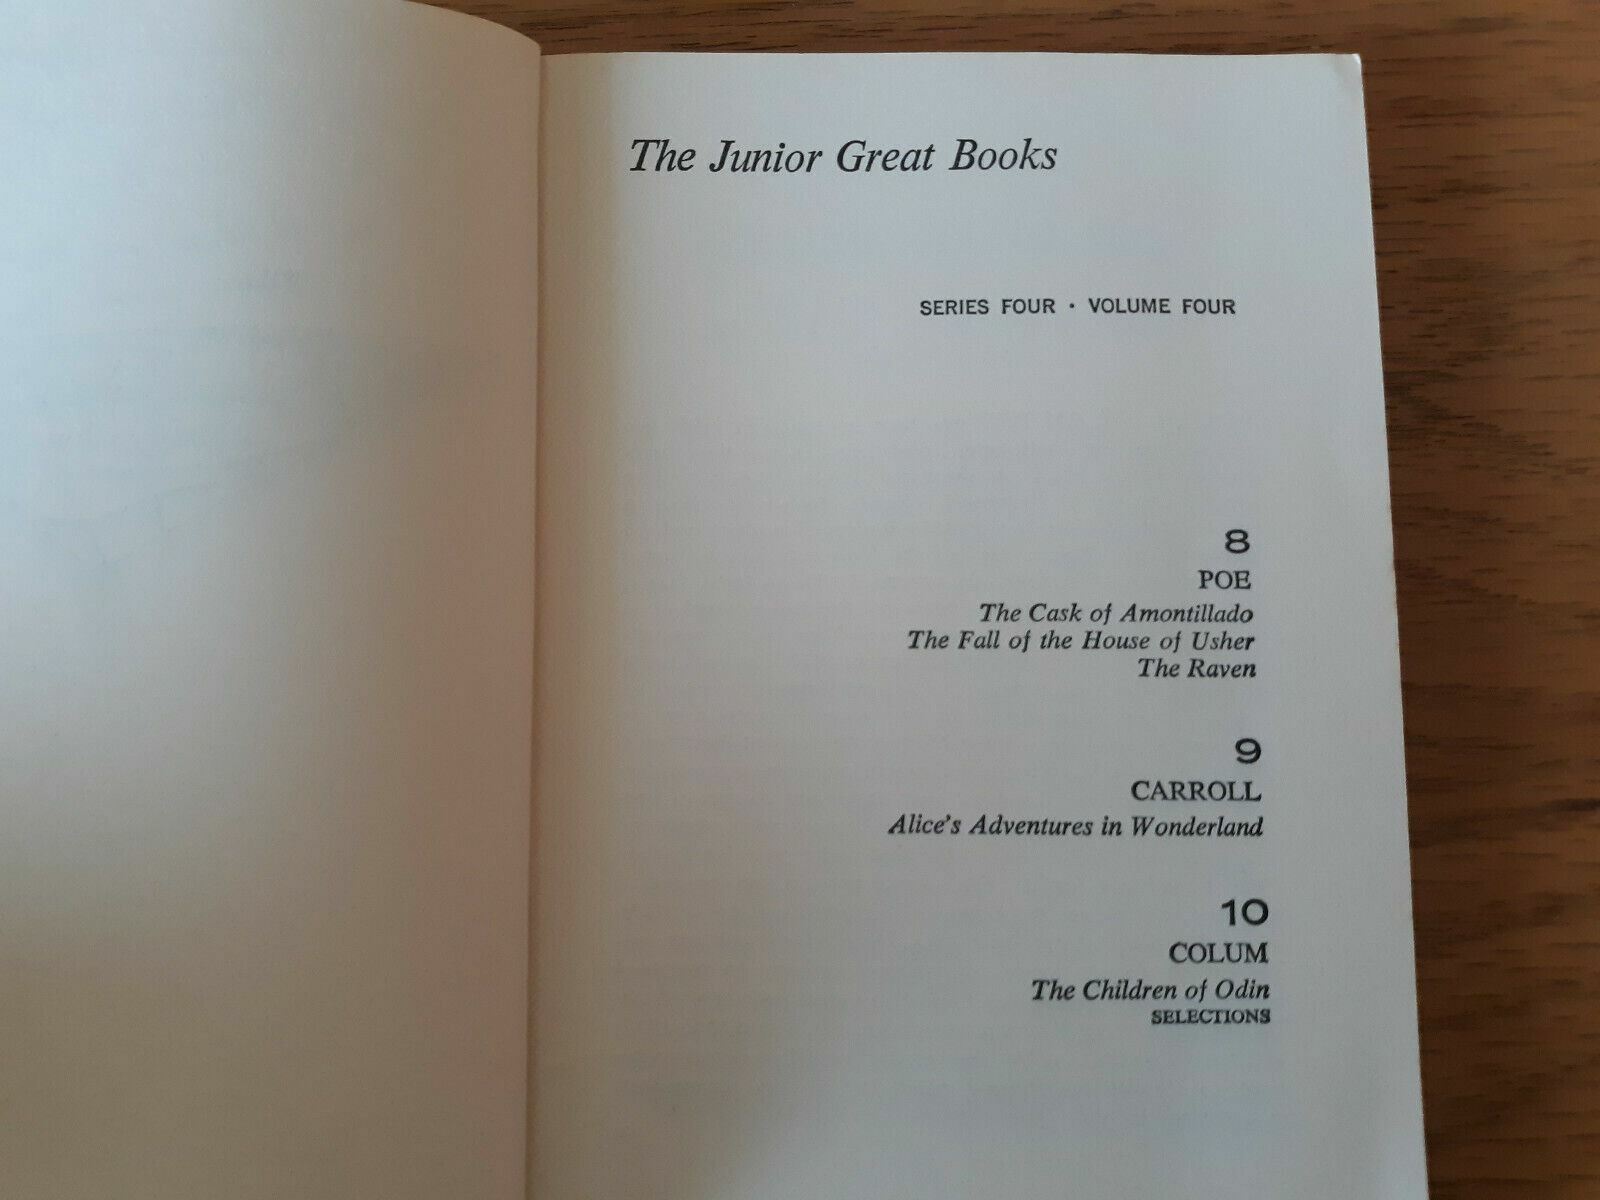 The Junior Great Books
SERIES FOUR • VOLUME FOUR
8
POE
The Cask of Amontillado
The Fall of the House of Usher
The Raven
9
CARROLL
Alice's Adventures in Wonderland
10
COLUM
The Children of Odin
SELECTIONS